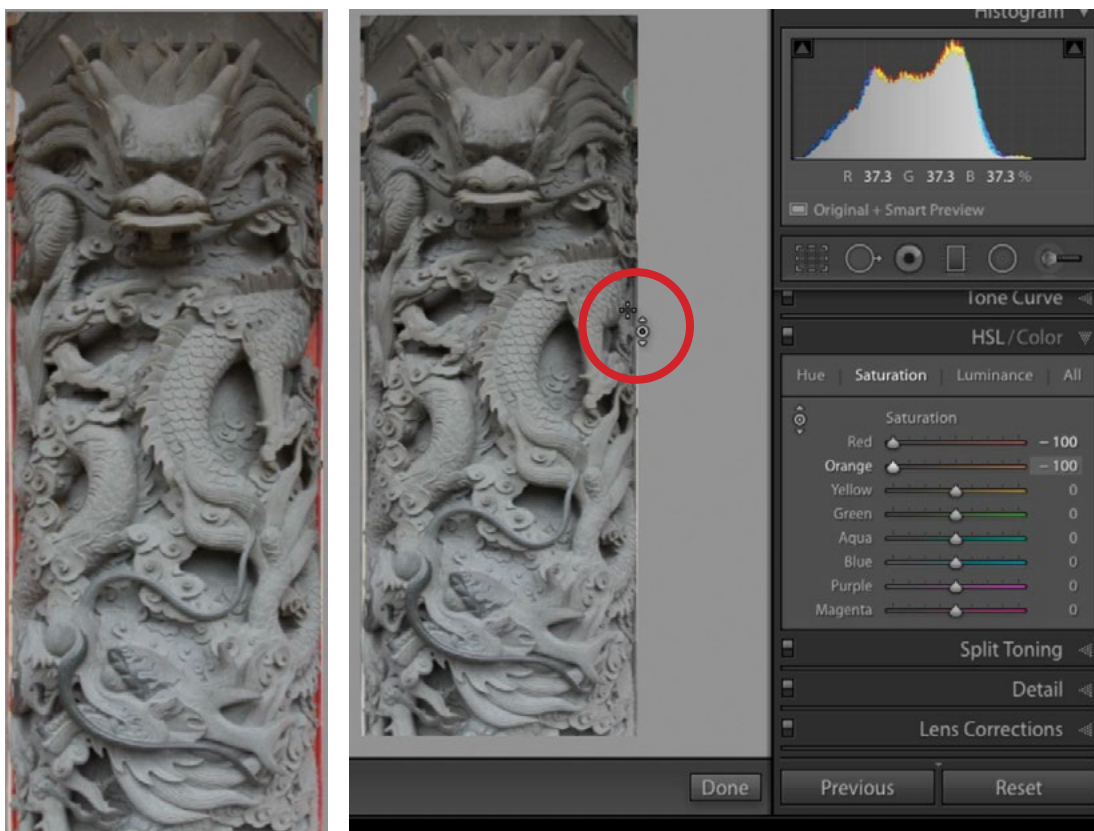 Histogram
R 37.3 G 37.3 B 37.3 %
Original + Smart Preview
Tone Curve
HSL / Color
Hue | Saturation | Luminance | All
Saturation
Red – 100
Orange – 100
Yellow 0
Green 0
Aqua 0
Blue 0
Purple 0
Magenta 0
Split Toning
Detail
Lens Corrections
Done
Previous
Reset